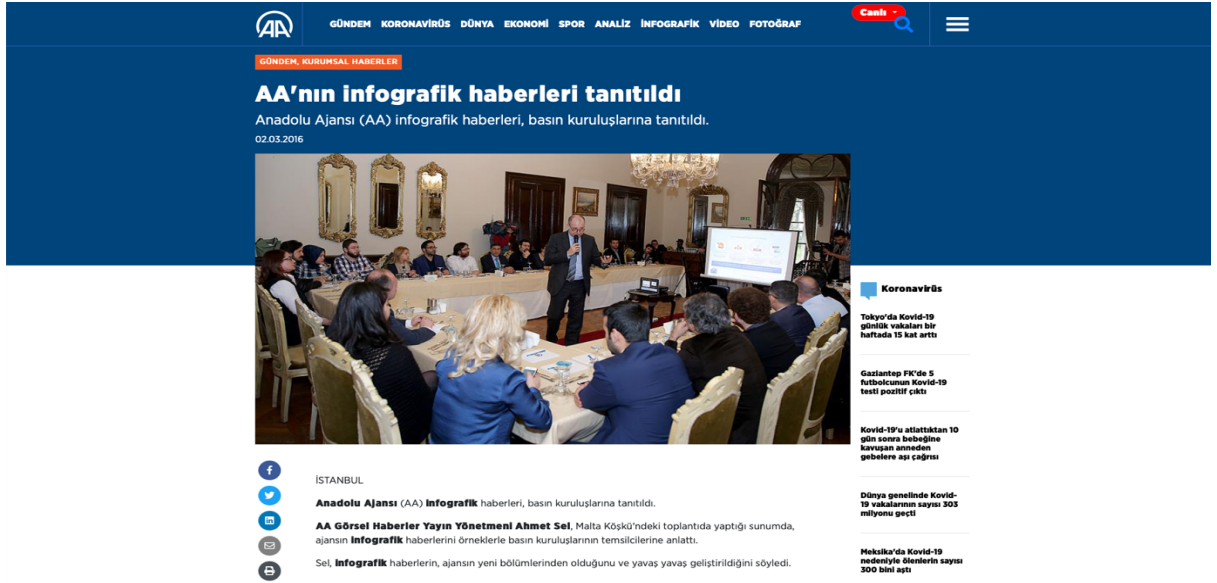 AA
GÜNDEM KORONAVİRÜS DÜNYA EKONOMİ SPOR ANALİZ İNFOGRAFİK VİDEO FOTOĞRAF
Canlı
GÜNDEM, KURUMSAL HABERLER
AA'nın infografik haberleri tanıtıldı
Anadolu Ajansı (AA) infografik haberleri, basın kuruluşlarına tanıtıldı.
02.03.2016
Koronavirüs
Tokyo'da Kovid-19
günlük vakaları bir
haftada 15 kat arttı
Gaziantep FK'de 5
futbolcunun Kovid-19
testi pozitif çıktı
Kovid-19'u atlattıktan 10
gün sonra bebeğine
kavuşan anneden
gebelere aşı çağrısı
Dünya genelinde Kovid-
19 vakalarının sayısı 303
milyonu geçti
Meksika'da Kovid-19
nedeniyle ölenlerin sayısı
300 bini aştı
İSTANBUL
Anadolu Ajansı (AA) infografik haberleri, basın kuruluşlarına tanıtıldı.
AA Görsel Haberler Yayın Yönetmeni Ahmet Sel, Malta Köşkü'ndeki toplantıda yaptığı sunumda,
ajansın infografik haberlerini örneklerle basın kuruluşlarının temsilcilerine anlattı.
Sel, infografik haberlerin, ajansın yeni bölümlerinden olduğunu ve yavaş yavaş geliştirildiğini söyledi.